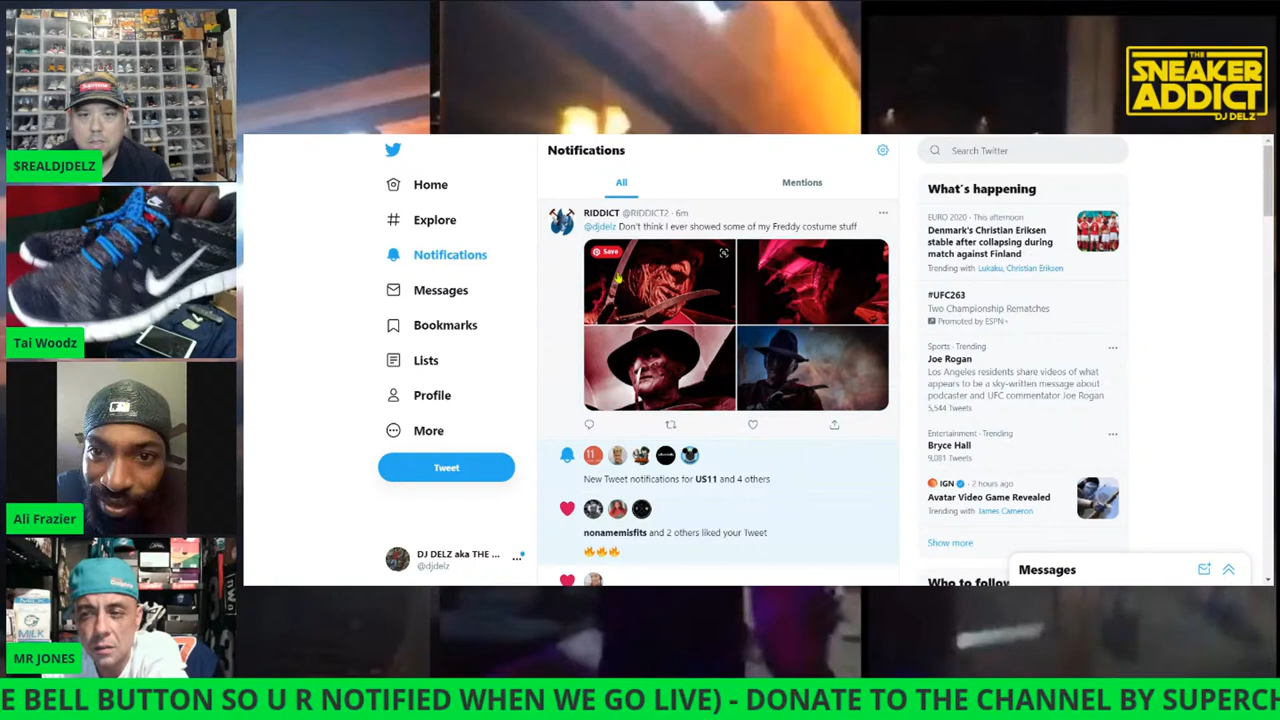 THE
SNEAKER
ADDICT
DJ DELZ
Supreme
$REALDJDELZ
Tai Woodz
Ali Frazier
MILK
MR JONES
Home
Explore
Notifications
Messages
Bookmarks
Lists
Profile
More
Tweet
DJ DELZ aka THE ...
@djdelz
Notifications
All
Mentions
RIDDICT @RIDDICT2 · 6m
@djdelz Don't think I ever showed some of my Freddy costume stuff
Save
11
New Tweet notifications for US11 and 4 others
nonamemisfits and 2 others liked your Tweet
Search Twitter
What's happening
EURO 2020 · This afternoon
Denmark's Christian Eriksen
stable after collapsing during
match against Finland
Trending with Lukaku, Christian Eriksen
#UFC263
Two Championship Rematches
Promoted by ESPN+
Sports · Trending
Joe Rogan
Los Angeles residents share videos of what
appears to be a sky-written message about
podcaster and UFC commentator Joe Rogan
5,544 Tweets
Entertainment · Trending
Bryce Hall
9,081 Tweets
IGN · 2 hours ago
Avatar Video Game Revealed
Trending with James Cameron
Show more
Who to follow
Messages
E BELL BUTTON SO U R NOTIFIED WHEN WE GO LIVE) - DONATE TO THE CHANNEL BY SUPERCH